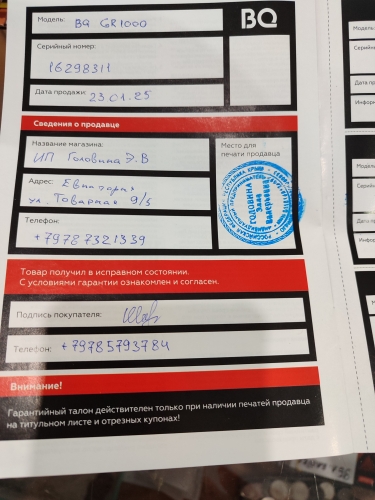 Модель: BQ GR1000
BQ
Серийный номер:
16298311
Дата продажи: 23.01.25
Сведения о продавце
Название магазина:
ИП Головина Э.В
Место для
печати продавца
Адрес: Евпатория
ул. Товарная 9/5
Телефон:
+79787321339
ГОЛОВИНА
Товар получил в исправном состоянии.
С условиями гарантии ознакомлен и согласен.
Подпись покупателя:
Телефон: +79785793784
Внимание!
Гарантийный талон действителен только при наличии печатей продавца
на титульном листе и отрезных купонах!